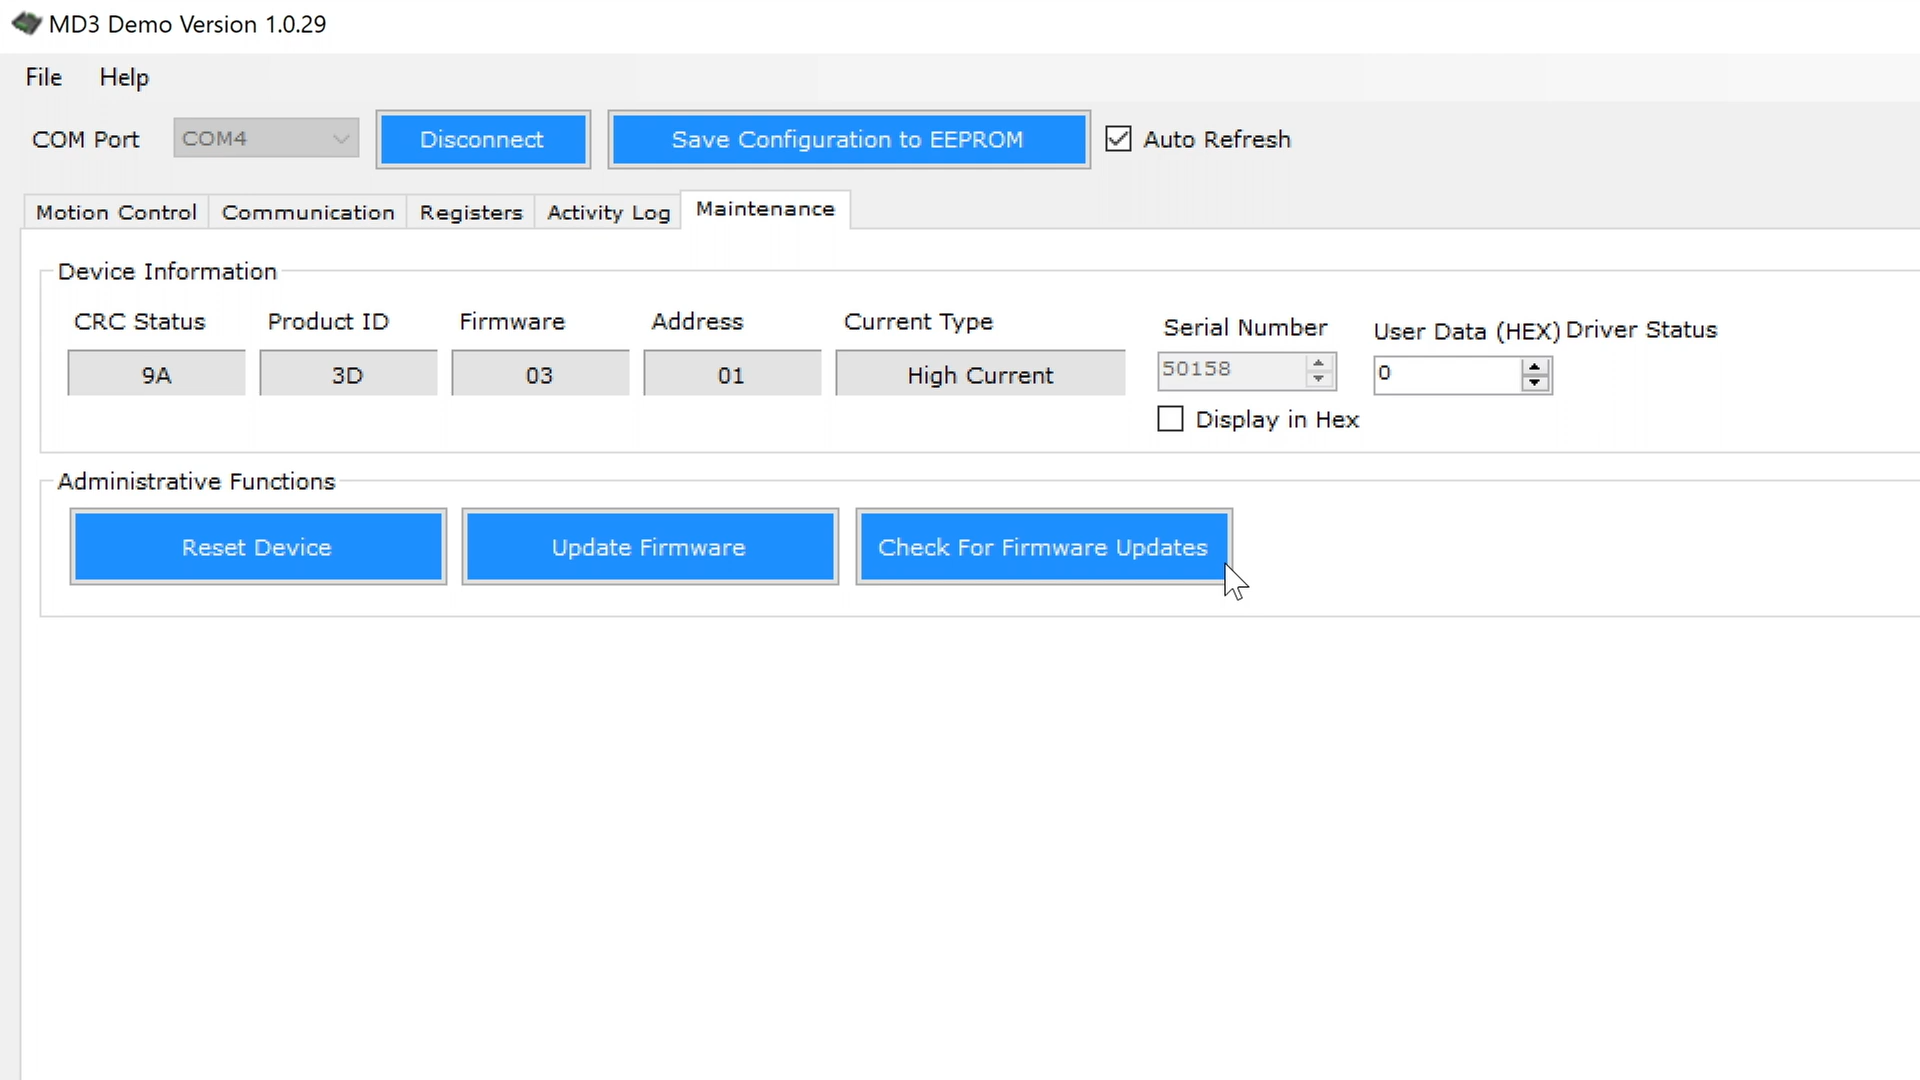 MD3 Demo Version 1.0.29
File Help
COM Port COM4 Disconnect Save Configuration to EEPROM Auto Refresh
Motion Control Communication Registers Activity Log Maintenance
Device Information
CRC Status Product ID Firmware Address Current Type Serial Number User Data (HEX) Driver Status
9A 3D 03 01 High Current 50158 0
Display in Hex
Administrative Functions
Reset Device Update Firmware Check For Firmware Updates